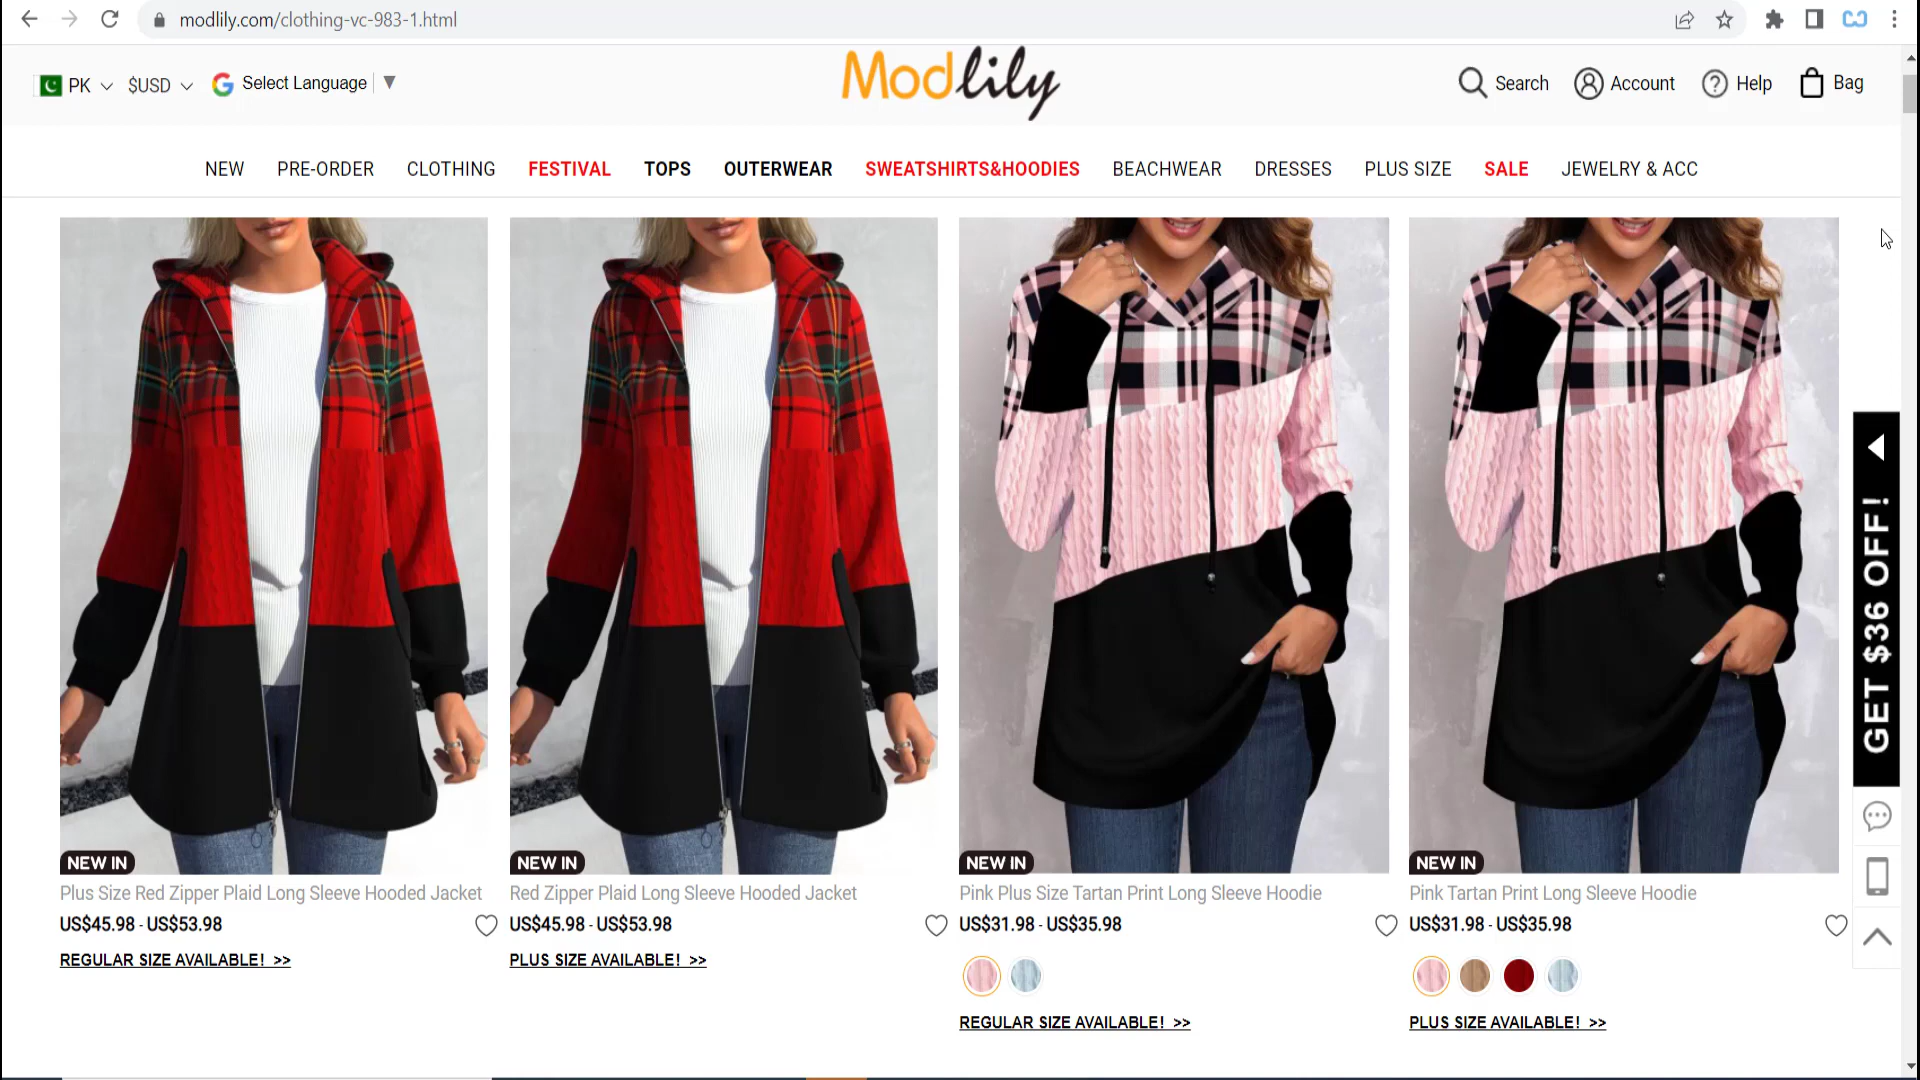 modlily.com/clothing-vc-983-1.html
PK $USD Select Language
Modlily
Search Account Help Bag
NEW PRE-ORDER CLOTHING FESTIVAL TOPS OUTERWEAR SWEATSHIRTS&HOODIES BEACHWEAR DRESSES PLUS SIZE SALE JEWELRY & ACC
GET $36 OFF!
NEW IN NEW IN NEW IN NEW IN
Plus Size Red Zipper Plaid Long Sleeve Hooded Jacket
US$45.98 - US$53.98
REGULAR SIZE AVAILABLE! >>
Red Zipper Plaid Long Sleeve Hooded Jacket
US$45.98 - US$53.98
PLUS SIZE AVAILABLE! >>
Pink Plus Size Tartan Print Long Sleeve Hoodie
US$31.98 - US$35.98
REGULAR SIZE AVAILABLE! >>
Pink Tartan Print Long Sleeve Hoodie
US$31.98 - US$35.98
PLUS SIZE AVAILABLE! >>